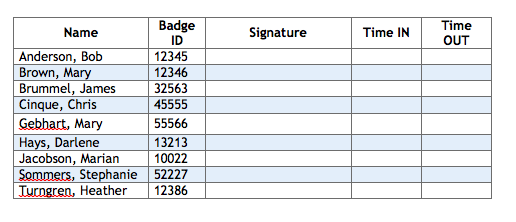 Name Badge ID Signature Time IN Time OUT
Anderson, Bob 12345
Brown, Mary 12346
Brummel, James 32563
Cinque, Chris 45555
Gebhart, Mary 55566
Hays, Darlene 13213
Jacobson, Marian 10022
Sommers, Stephanie 52227
Turngren, Heather 12386